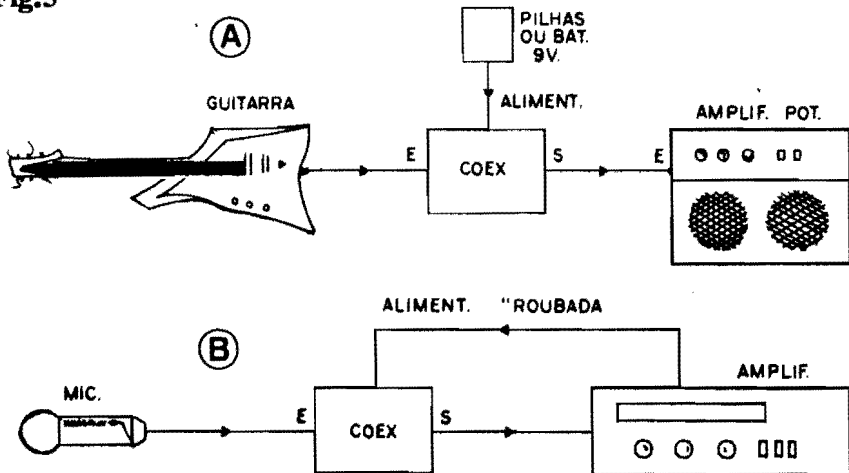 Fig.5
A
PILHAS
OU BAT.
9V.
GUITARRA
ALIMENT.
AMPLIF. POT.
E
COEX
S
E
ALIMENT. "ROUBADA
B
MIC.
AMPLIF.
E
COEX
S